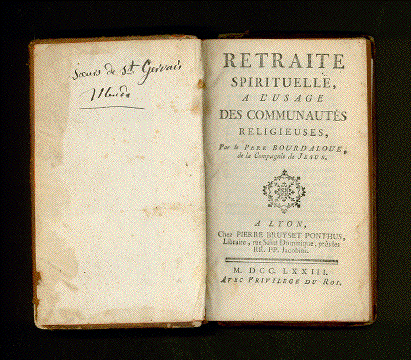 sœurs de St Gervais
Mende
RETRAITE
SPIRITUELLE,
A L'USAGE
DES COMMUNAUTÉS
RELIGIEUSES,
Par le PERE BOURDALOUE,
de la Compagnie de JESUS.
A LYON,
Chez PIERRE BRUYSET PONTHUS,
Libraire, rue Saint Dominique, près les
RR. PP. Jacobins.
M. DCC. LXXIII.
AVEC PRIVILEGE DU ROI.